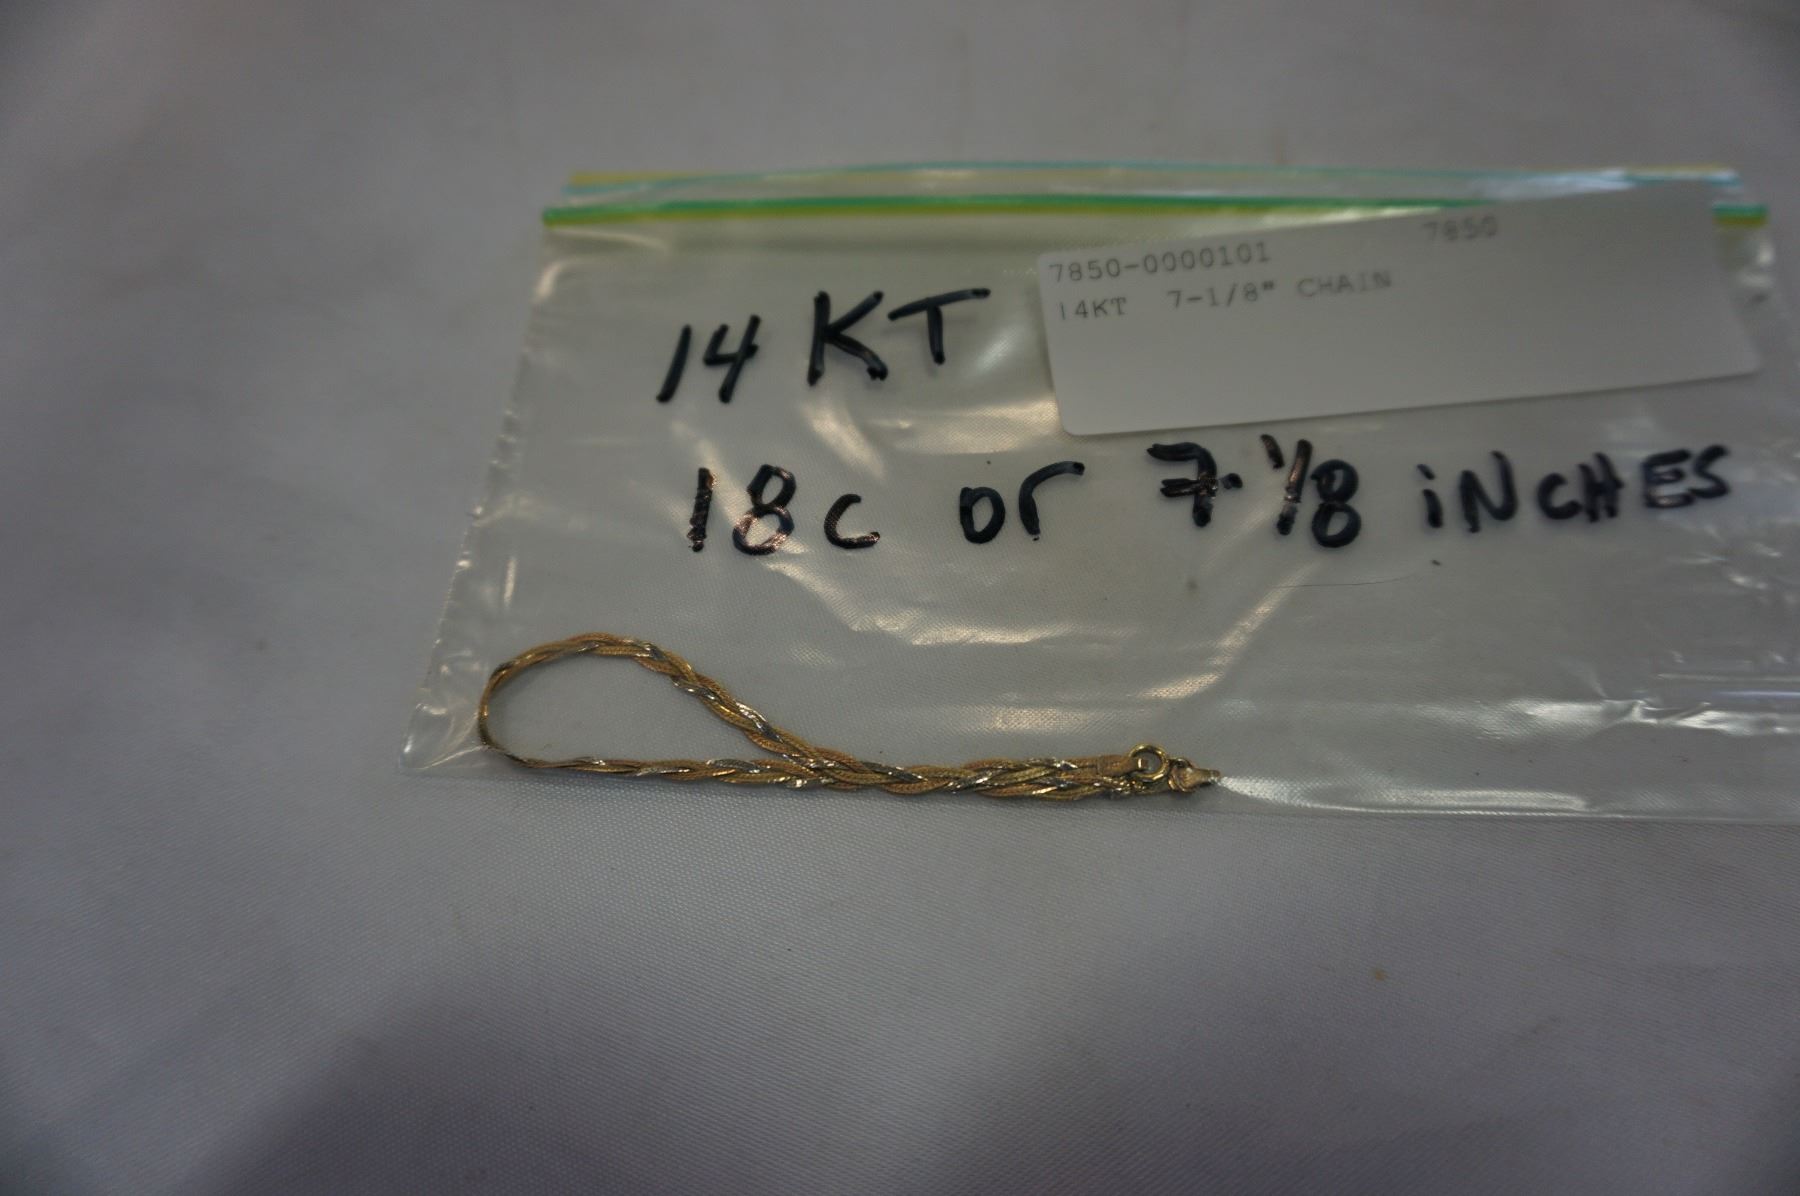 7850-0000101 7850
14KT 7-1/8" CHAIN
14 KT
18c or 7-1/8 iNCHES